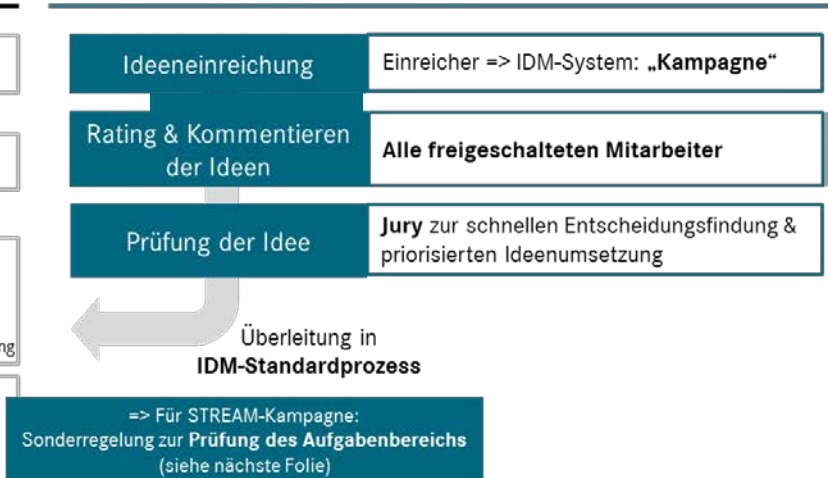 Ideeneinreichung
Einreicher => IDM-System: „Kampagne“
Rating & Kommentieren
der Ideen
Alle freigeschalteten Mitarbeiter
Prüfung der Idee
Jury zur schnellen Entscheidungsfindung &
priorisierten Ideenumsetzung
ng
Überleitung in
IDM-Standardprozess
=> Für STREAM-Kampagne:
Sonderregelung zur Prüfung des Aufgabenbereichs
(siehe nächste Folie)